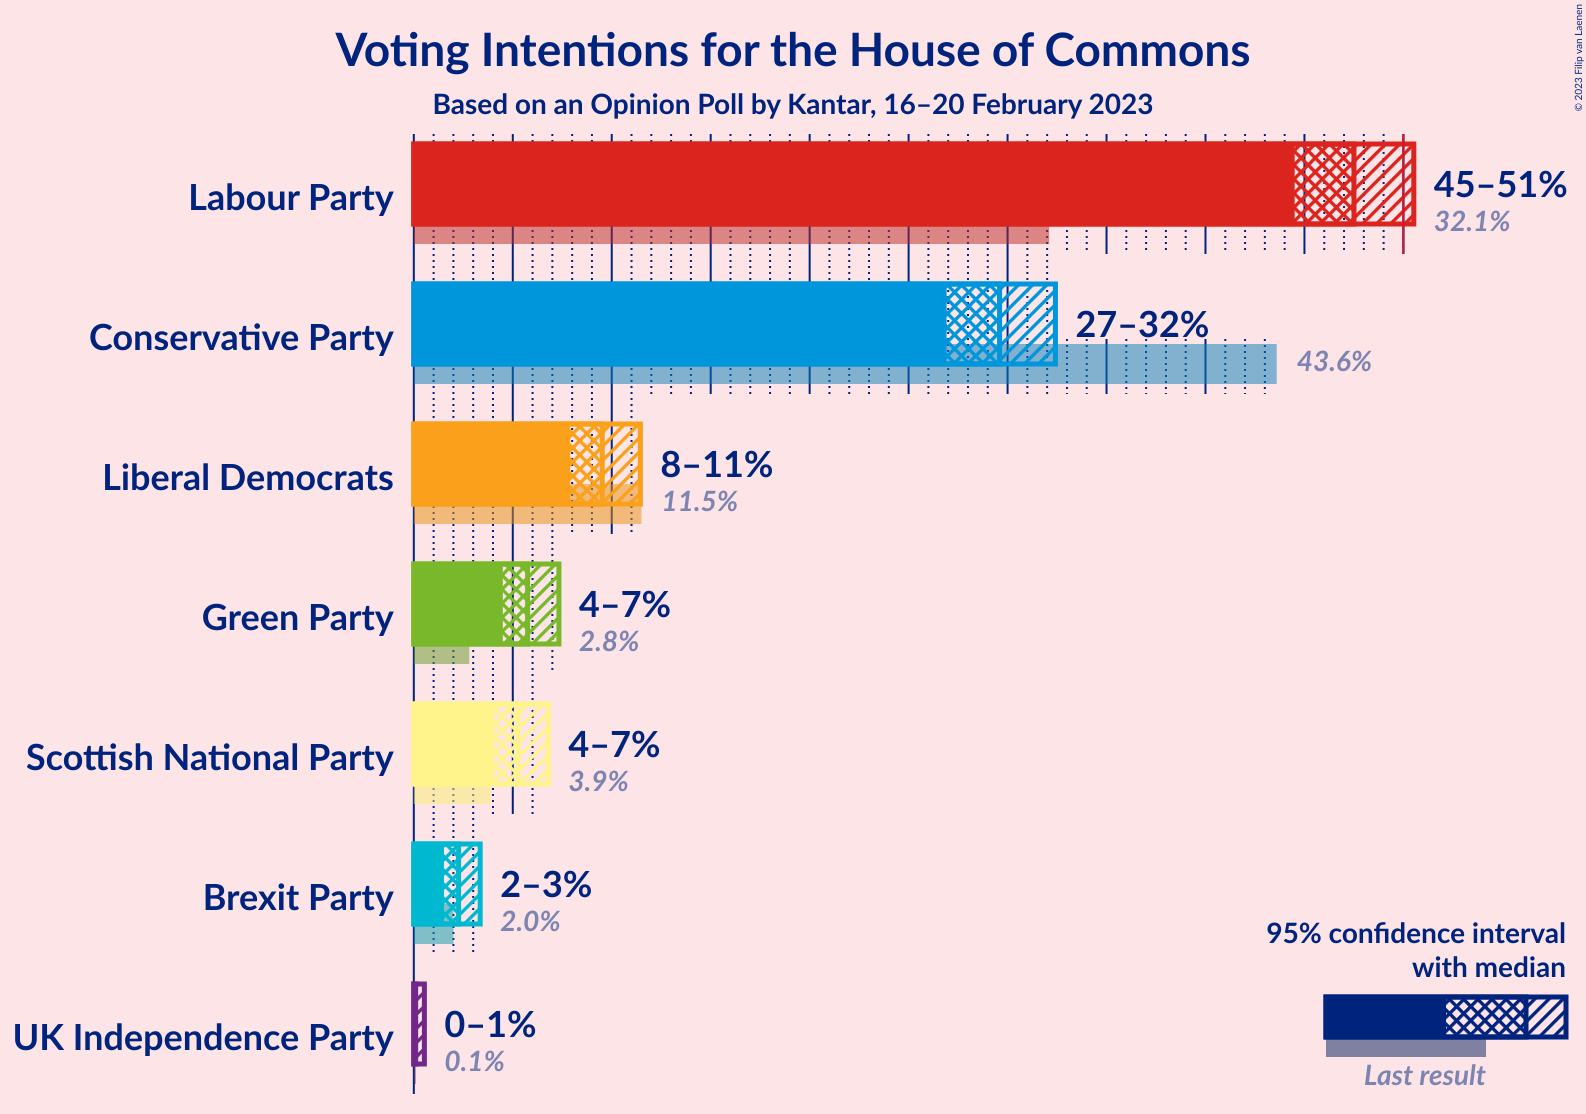 Voting Intentions for the House of Commons
Based on an Opinion Poll by Kantar, 16–20 February 2023
© 2023 Filip van Laenen
Labour Party
45–51%
32.1%
Conservative Party
27–32%
43.6%
Liberal Democrats
8–11%
11.5%
Green Party
4–7%
2.8%
Scottish National Party
4–7%
3.9%
Brexit Party
2–3%
2.0%
UK Independence Party
0–1%
0.1%
95% confidence interval
with median
Last result